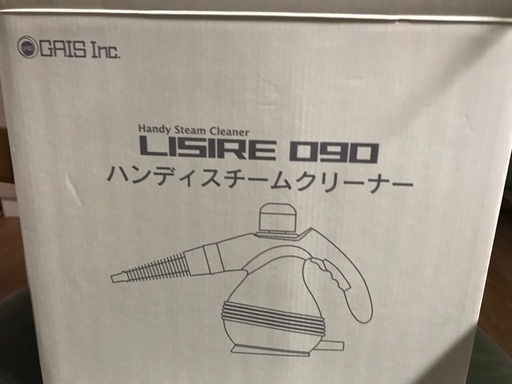 GAIS Inc.
Handy Steam Cleaner
LISIRE 090
ハンディスチームクリーナー